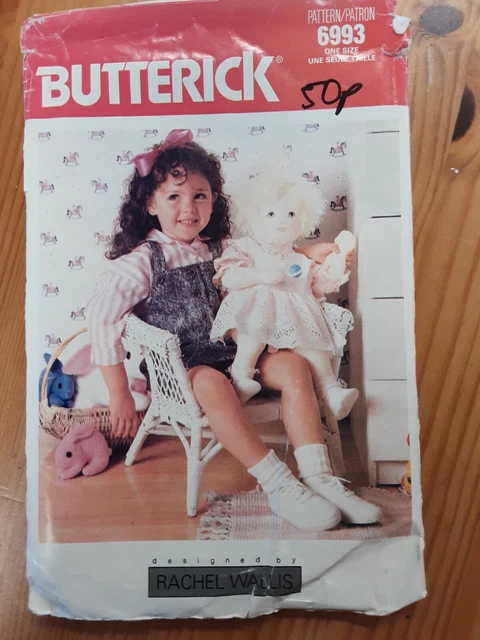 PATTERN/PATRON
6993
ONE SIZE
UNE SEULE TAILLE
BUTTERICK®
50p
designed by
RACHEL WALLIS